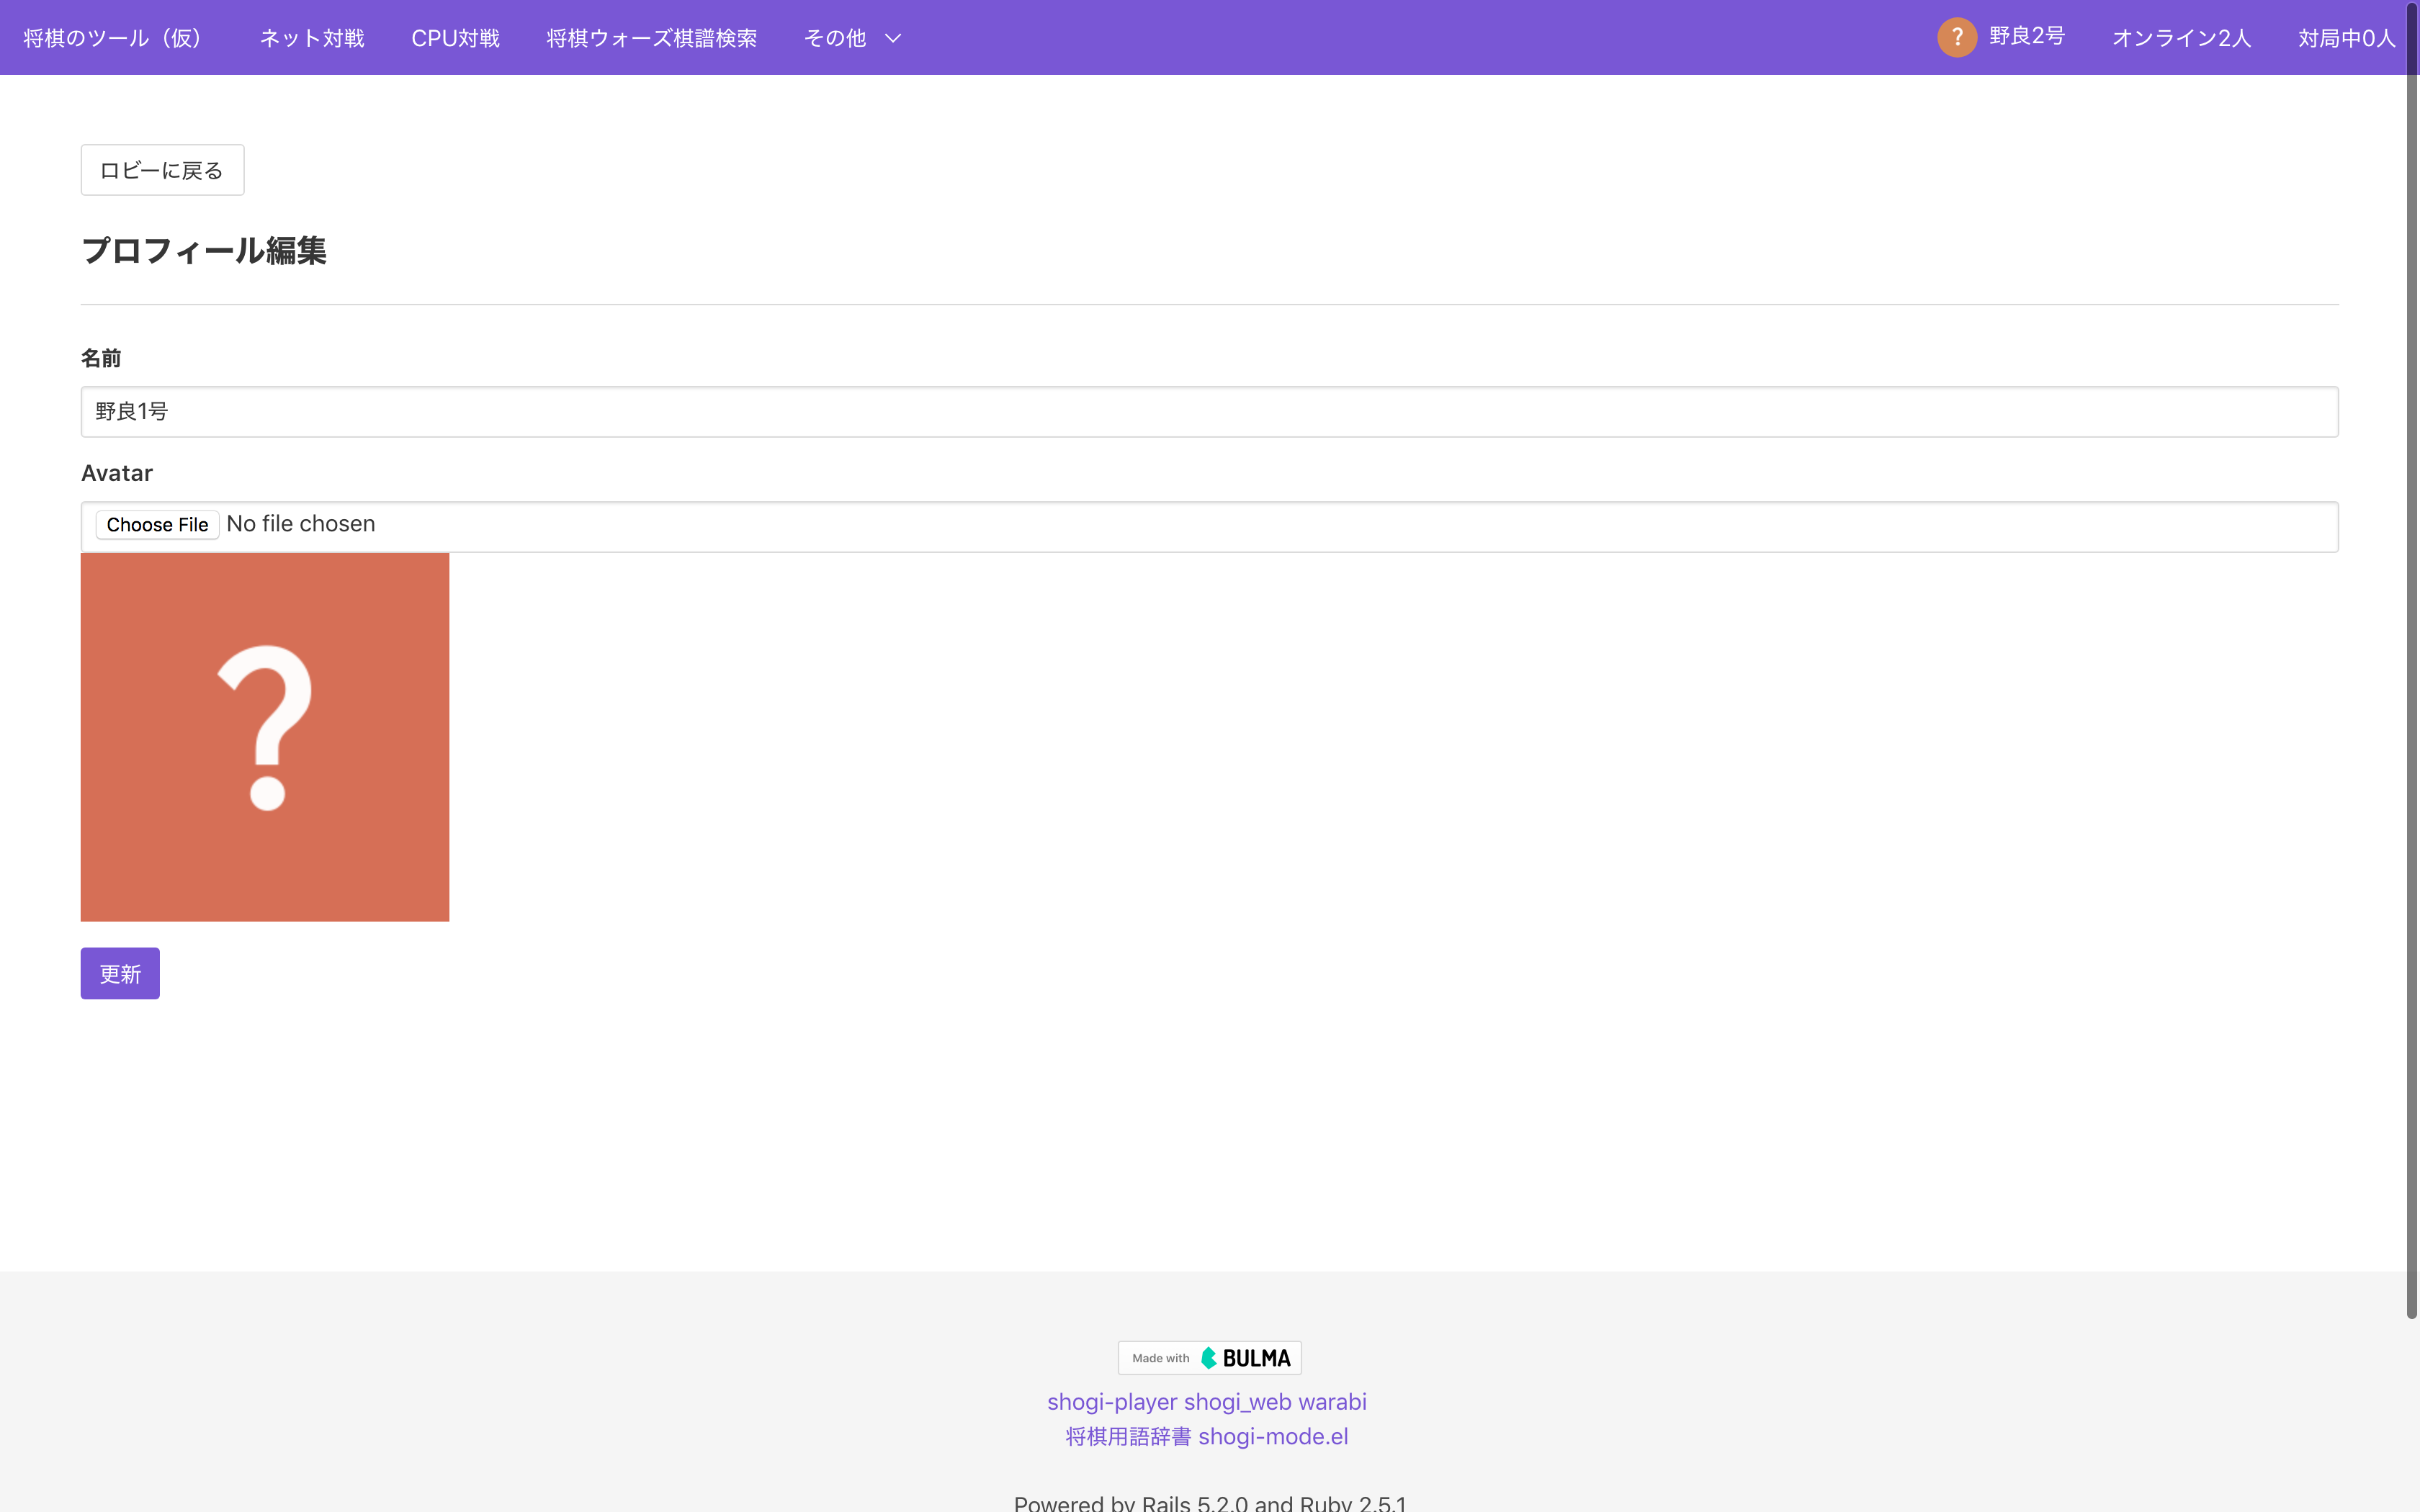 将棋のツール（仮） ネット対戦 CPU対戦 将棋ウォーズ棋譜検索 その他 ? 野良2号 オンライン2人 対局中0人
ロビーに戻る
プロフィール編集
名前
野良1号
Avatar
Choose File No file chosen
?
更新
Made with BULMA
shogi-player shogi_web warabi
将棋用語辞書 shogi-mode.el
Powered by Rails 5.2.0 and Ruby 2.5.1